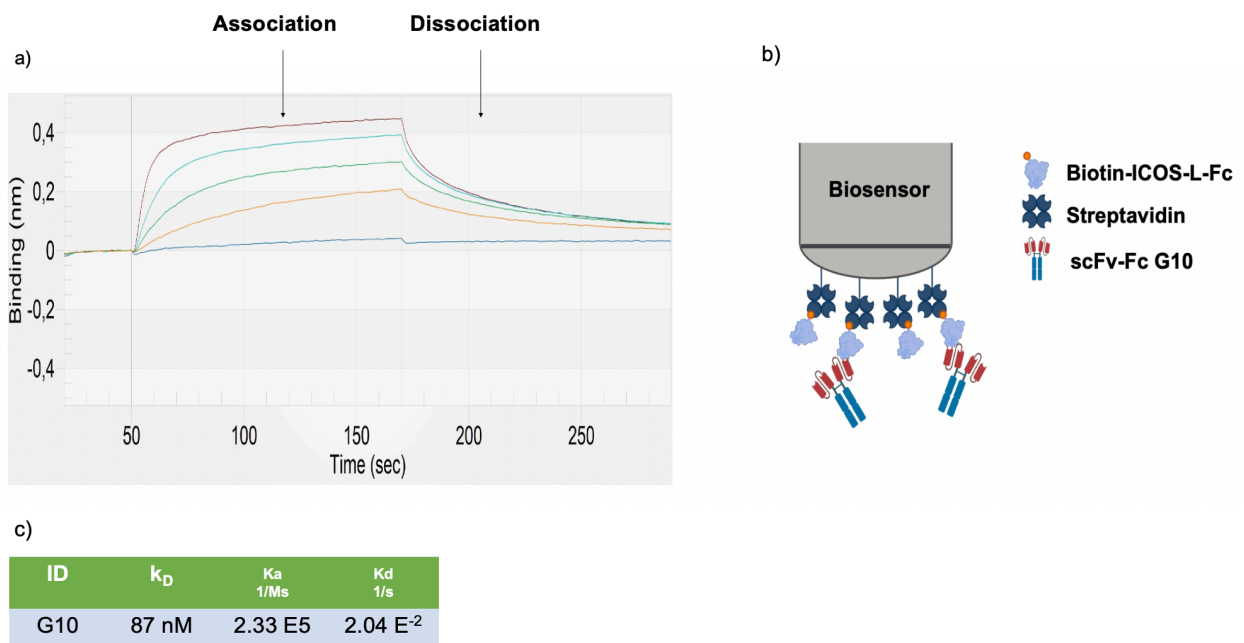 Association
Dissociation
a)
b)
0,4
0,2
0
-0,2
-0,4
Binding (nm)
50
100
150
200
250
Time (sec)
Biosensor
Biotin-ICOS-L-Fc
Streptavidin
scFv-Fc G10
c)
ID kD Ka 1/Ms Kd 1/s
G10 87 nM 2.33 E5 2.04 E-2